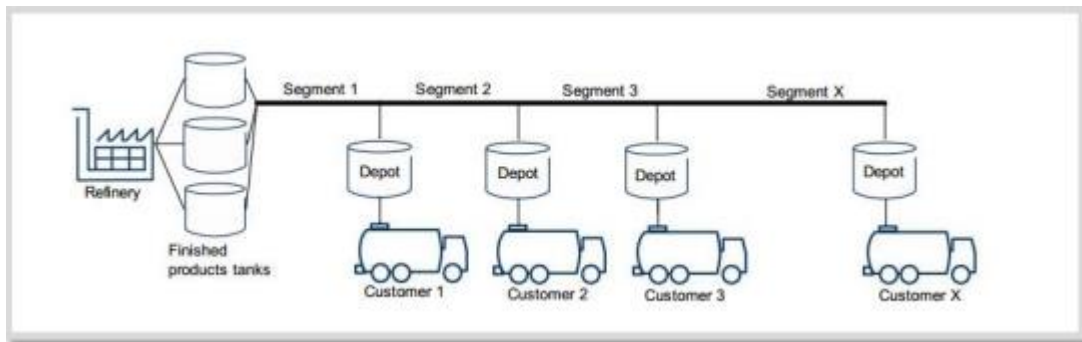 Segment 1
Segment 2
Segment 3
Segment X
Refinery
Finished
products tanks
Depot
Depot
Depot
Depot
Customer 1
Customer 2
Customer 3
Customer X